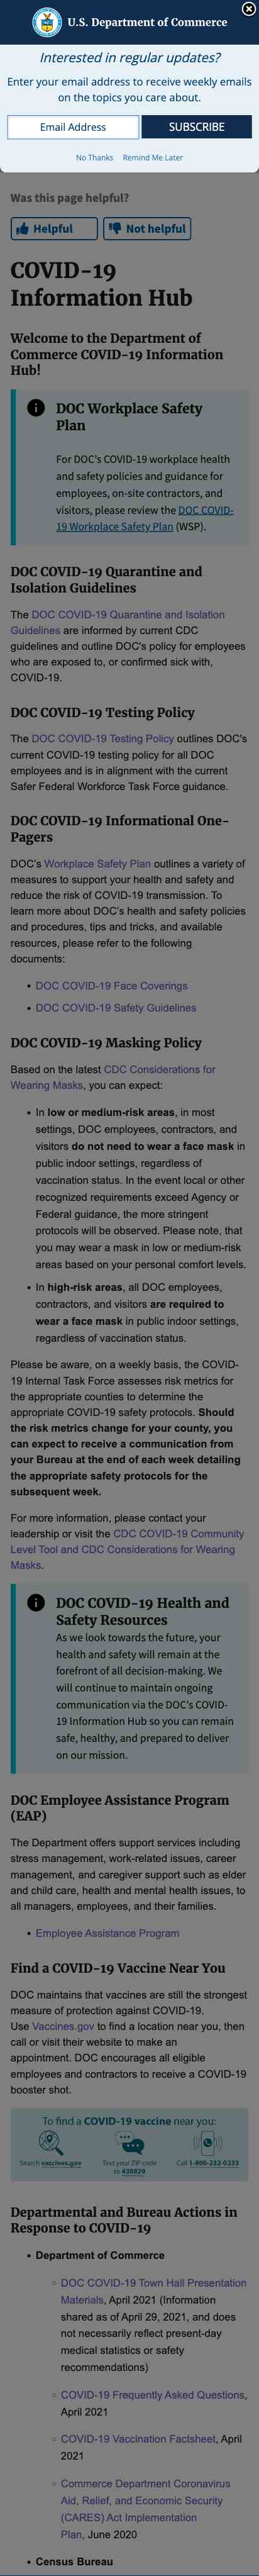 U.S. Department of Commerce
Interested in regular updates?
Enter your email address to receive weekly emails
on the topics you care about.
Email Address
SUBSCRIBE
No Thanks Remind Me Later
Was this page helpful?
Helpful
Not helpful
COVID-19
Information Hub
Welcome to the Department of
Commerce COVID-19 Information
Hub!
DOC Workplace Safety
Plan
For DOC's COVID-19 workplace health
and safety policies and guidance for
employees, on-site contractors, and
visitors, please review the DOC COVID-
19 Workplace Safety Plan (WSP).
DOC COVID-19 Quarantine and
Isolation Guidelines
The DOC COVID-19 Quarantine and Isolation
Guidelines are informed by current CDC
guidelines and outline DOC's policy for employees
who are exposed to, or confirmed sick with,
COVID-19.
DOC COVID-19 Testing Policy
The DOC COVID-19 Testing Policy outlines DOC's
current COVID-19 testing policy for all DOC
employees and is in alignment with the current
Safer Federal Workforce Task Force guidance.
DOC COVID-19 Informational One-
Pagers
DOC's Workplace Safety Plan outlines a variety of
measures to support your health and safety and
reduce the risk of COVID-19 transmission. To
learn more about DOC's health and safety policies
and procedures, tips and tricks, and available
resources, please refer to the following
documents:
• DOC COVID-19 Face Coverings
• DOC COVID-19 Safety Guidelines
DOC COVID-19 Masking Policy
Based on the latest CDC Considerations for
Wearing Masks, you can expect:
• In low or medium-risk areas, in most
settings, DOC employees, contractors, and
visitors do not need to wear a face mask in
public indoor settings, regardless of
vaccination status. In the event local or other
recognized requirements exceed Agency or
Federal guidance, the more stringent
protocols will be observed. Please note, that
you may wear a mask in low or medium-risk
areas based on your personal comfort levels.
• In high-risk areas, all DOC employees,
contractors, and visitors are required to
wear a face mask in public indoor settings,
regardless of vaccination status.
Please be aware, on a weekly basis, the COVID-
19 Internal Task Force assesses risk metrics for
the appropriate counties to determine the
appropriate COVID-19 safety protocols. Should
the risk metrics change for your county, you
can expect to receive a communication from
your Bureau at the end of each week detailing
the appropriate safety protocols for the
subsequent week.
For more information, please contact your
leadership or visit the CDC COVID-19 Community
Level Tool and CDC Considerations for Wearing
Masks.
DOC COVID-19 Health and
Safety Resources
As we look towards the future, your
health and safety will remain at the
forefront of all decision-making. We
will continue to maintain ongoing
communication via the DOC's COVID-
19 Information Hub so you can remain
safe, healthy, and prepared to deliver
on our mission.
DOC Employee Assistance Program
(EAP)
The Department offers support services including
stress management, work-related issues, career
management, and caregiver support such as elder
and child care, health and mental health issues, to
all managers, employees, and their families.
• Employee Assistance Program
Find a COVID-19 Vaccine Near You
DOC maintains that vaccines are still the strongest
measure of protection against COVID-19.
Use Vaccines.gov to find a location near you, then
call or visit their website to make an
appointment. DOC encourages all eligible
employees and contractors to receive a COVID-19
booster shot.
To find a COVID-19 vaccine near you:
Search vaccines.gov
Text your ZIP code
to 438829
Call 1-800-232-0233
Departmental and Bureau Actions in
Response to COVID-19
• Department of Commerce
◦ DOC COVID-19 Town Hall Presentation
Materials, April 2021 (Information
shared as of April 29, 2021, and does
not necessarily reflect present-day
medical statistics or safety
recommendations)
◦ COVID-19 Frequently Asked Questions,
April 2021
◦ COVID-19 Vaccination Factsheet, April
2021
◦ Commerce Department Coronavirus
Aid, Relief, and Economic Security
(CARES) Act Implementation
Plan, June 2020
• Census Bureau